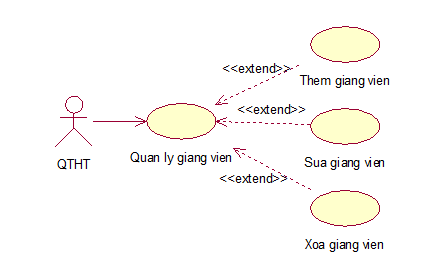 <<extend>>
Them giang vien
<<extend>>
QTHT
Quan ly giang vien
Sua giang vien
<<extend>>
Xoa giang vien